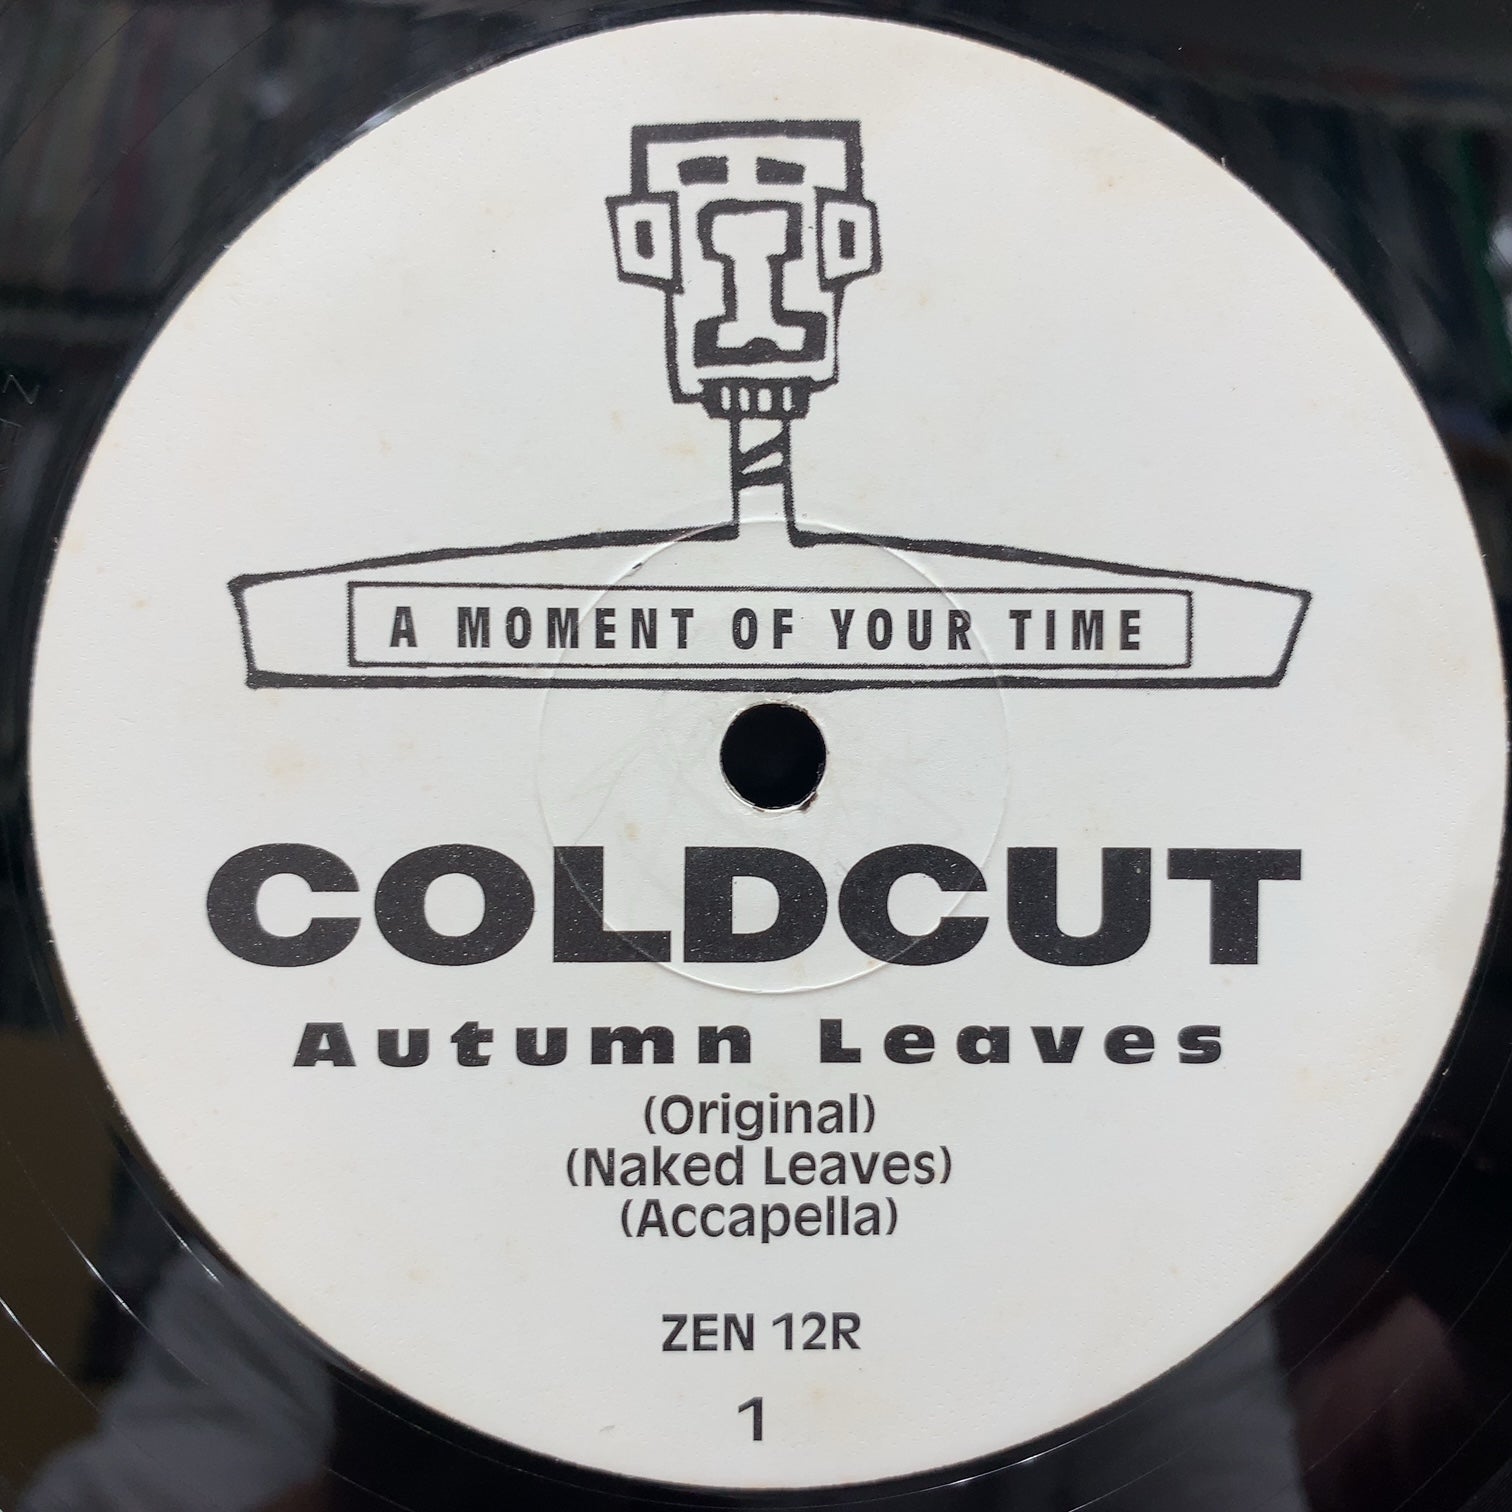 A MOMENT OF YOUR TIME
COLDCUT
Autumn Leaves
(Original)
(Naked Leaves)
(Accapella)
ZEN 12R
1